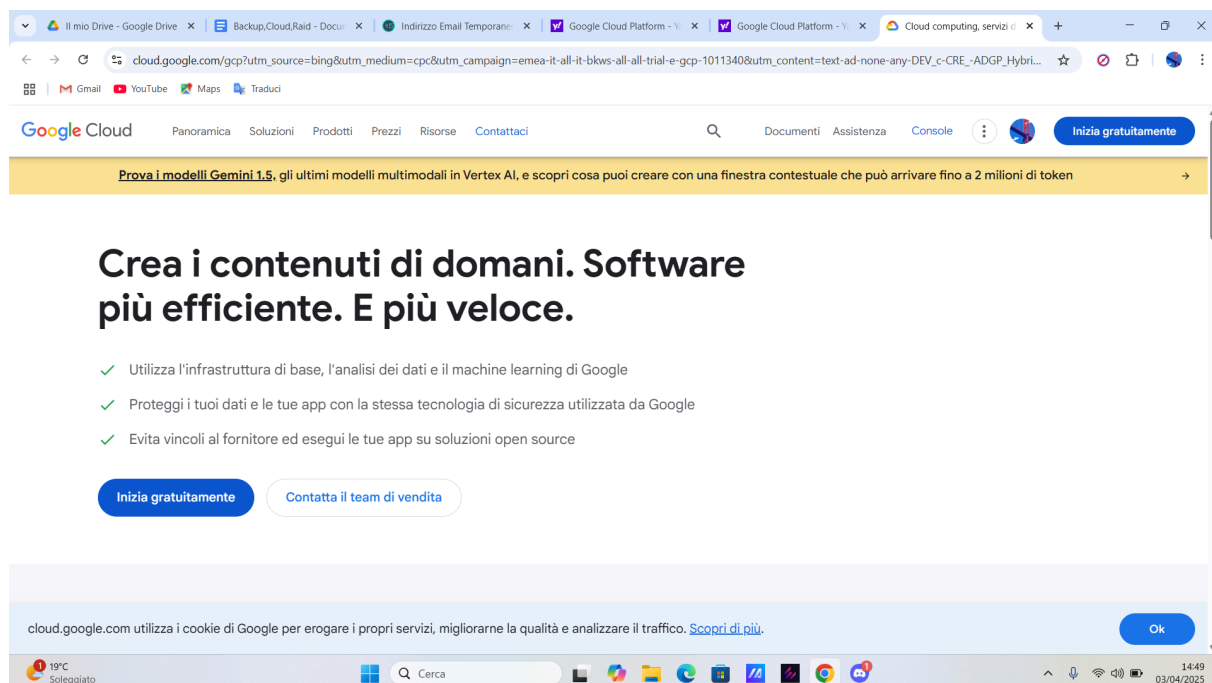 Il mio Drive - Google Drive
Backup,Cloud,Raid - Docur
Indirizzo Email Temporane
Google Cloud Platform - Y
Google Cloud Platform - Y
Cloud computing, servizi d
cloud.google.com/gcp?utm_source=bing&utm_medium=cpc&utm_campaign=emea-it-all-it-bkws-all-all-trial-e-gcp-1011340&utm_content=text-ad-none-any-DEV_c-CRE_-ADGP_Hybri...
Gmail YouTube Maps Traduci
Google Cloud Panoramica Soluzioni Prodotti Prezzi Risorse Contattaci Documenti Assistenza Console Inizia gratuitamente
Prova i modelli Gemini 1.5, gli ultimi modelli multimodali in Vertex AI, e scopri cosa puoi creare con una finestra contestuale che può arrivare fino a 2 milioni di token
Crea i contenuti di domani. Software
più efficiente. E più veloce.
Utilizza l'infrastruttura di base, l'analisi dei dati e il machine learning di Google
Proteggi i tuoi dati e le tue app con la stessa tecnologia di sicurezza utilizzata da Google
Evita vincoli al fornitore ed esegui le tue app su soluzioni open source
Inizia gratuitamente Contatta il team di vendita
cloud.google.com utilizza i cookie di Google per erogare i propri servizi, migliorarne la qualità e analizzare il traffico. Scopri di più.
Ok
1 19°C
Soleggiato
Cerca
14:49
03/04/2025